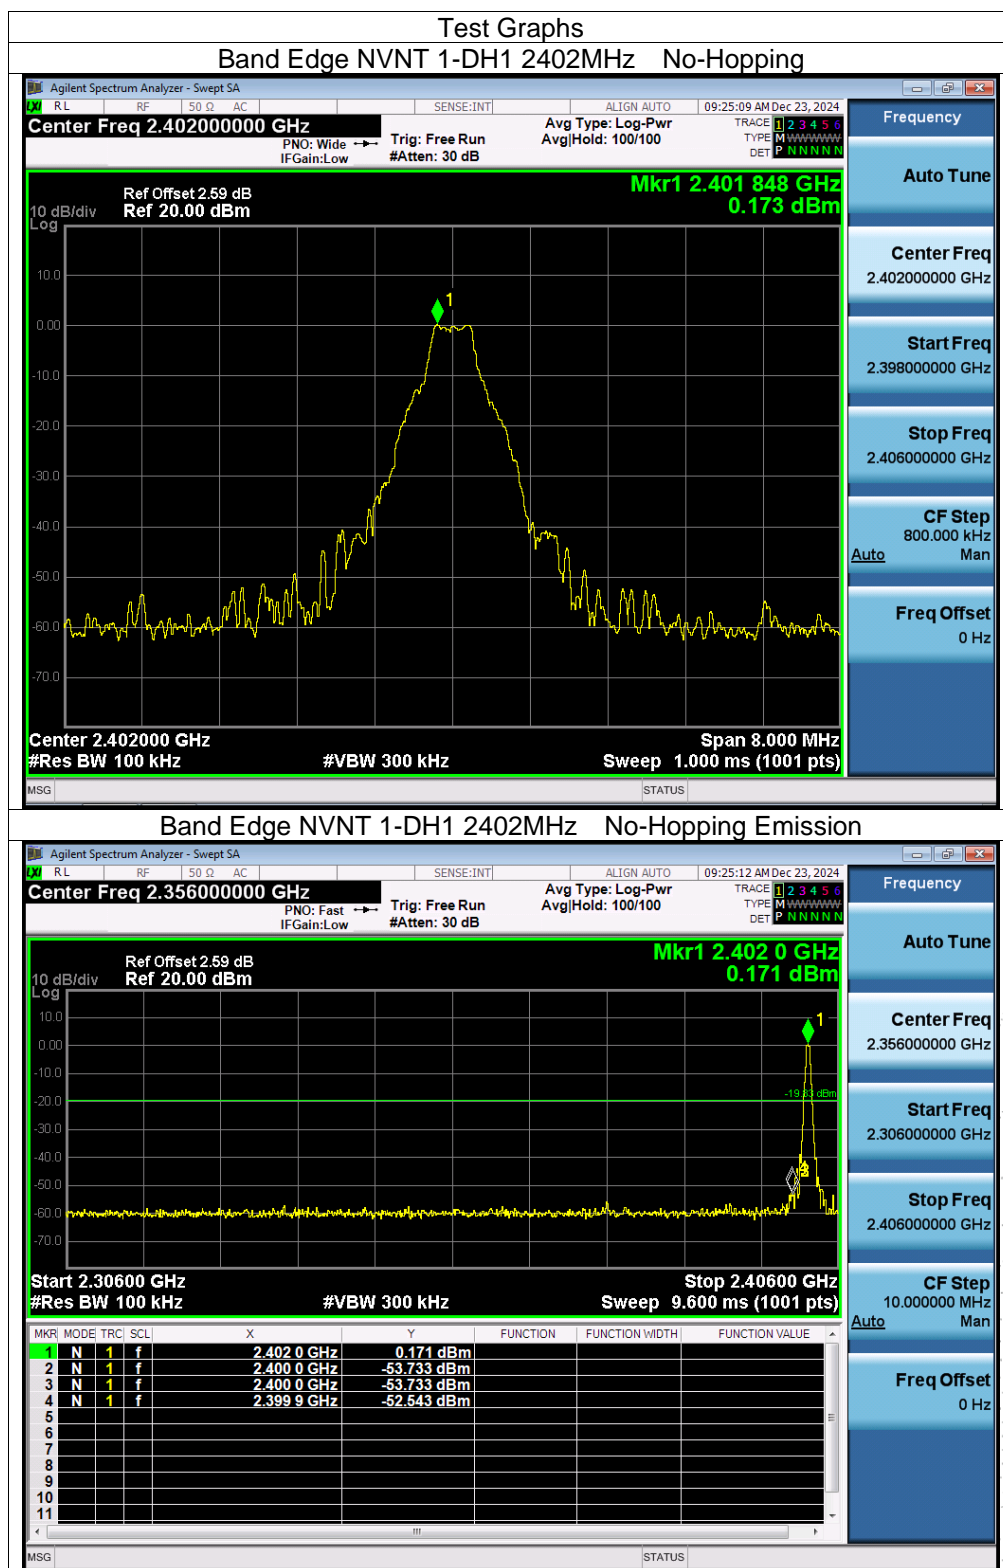 Test Graphs
Band Edge NVNT 1-DH1 2402MHz No-Hopping
Agilent Spectrum Analyzer - Swept SA
LXI RL RF 50 Ω AC SENSE:INT ALIGN AUTO 09:25:09 AM Dec 23, 2024
Center Freq 2.402000000 GHz
PNO: Wide
IFGain:Low
Trig: Free Run
#Atten: 30 dB
Avg Type: Log-Pwr
Avg|Hold: 100/100
TRACE 1 2 3 4 5 6
TYPE M WWWWW
DET P N N N N N
Ref Offset 2.59 dB
10 dB/div Ref 20.00 dBm
Log
Mkr1 2.401 848 GHz
0.173 dBm
1
10.0
0.00
-10.0
-20.0
-30.0
-40.0
-50.0
-60.0
-70.0
Center 2.402000 GHz Span 8.000 MHz
#Res BW 100 kHz #VBW 300 kHz Sweep 1.000 ms (1001 pts)
MSG STATUS
Frequency
Auto Tune
Center Freq
2.402000000 GHz
Start Freq
2.398000000 GHz
Stop Freq
2.406000000 GHz
CF Step
800.000 kHz
Auto Man
Freq Offset
0 Hz
Band Edge NVNT 1-DH1 2402MHz No-Hopping Emission
Agilent Spectrum Analyzer - Swept SA
LXI RL RF 50 Ω AC SENSE:INT ALIGN AUTO 09:25:12 AM Dec 23, 2024
Center Freq 2.356000000 GHz
PNO: Fast
IFGain:Low
Trig: Free Run
#Atten: 30 dB
Avg Type: Log-Pwr
Avg|Hold: 100/100
TRACE 1 2 3 4 5 6
TYPE M WWWWW
DET P N N N N N
Ref Offset 2.59 dB
10 dB/div Ref 20.00 dBm
Log
Mkr1 2.402 0 GHz
0.171 dBm
1
10.0
0.00
-10.0
-20.0
-19.83 dBm
-30.0
-40.0
-50.0
-60.0
-70.0
Start 2.30600 GHz Stop 2.40600 GHz
#Res BW 100 kHz #VBW 300 kHz Sweep 9.600 ms (1001 pts)
MKR MODE TRC SCL X Y FUNCTION FUNCTION WIDTH FUNCTION VALUE
1 N 1 f 2.402 0 GHz 0.171 dBm
2 N 1 f 2.400 0 GHz -53.733 dBm
3 N 1 f 2.400 0 GHz -53.733 dBm
4 N 1 f 2.399 9 GHz -52.543 dBm
5
6
7
8
9
10
11
MSG STATUS
Frequency
Auto Tune
Center Freq
2.356000000 GHz
Start Freq
2.306000000 GHz
Stop Freq
2.406000000 GHz
CF Step
10.000000 MHz
Auto Man
Freq Offset
0 Hz